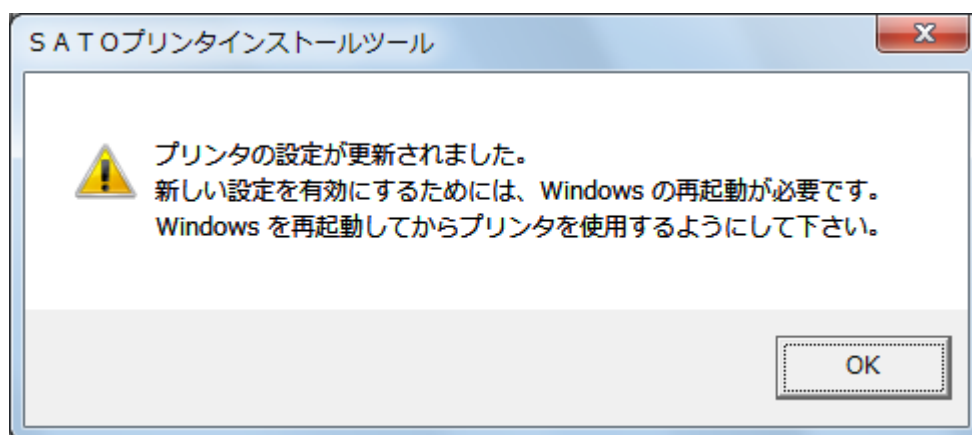 ＳＡＴＯプリンタインストールツール
プリンタの設定が更新されました。
新しい設定を有効にするためには、Windows の再起動が必要です。
Windows を再起動してからプリンタを使用するようにして下さい。
OK